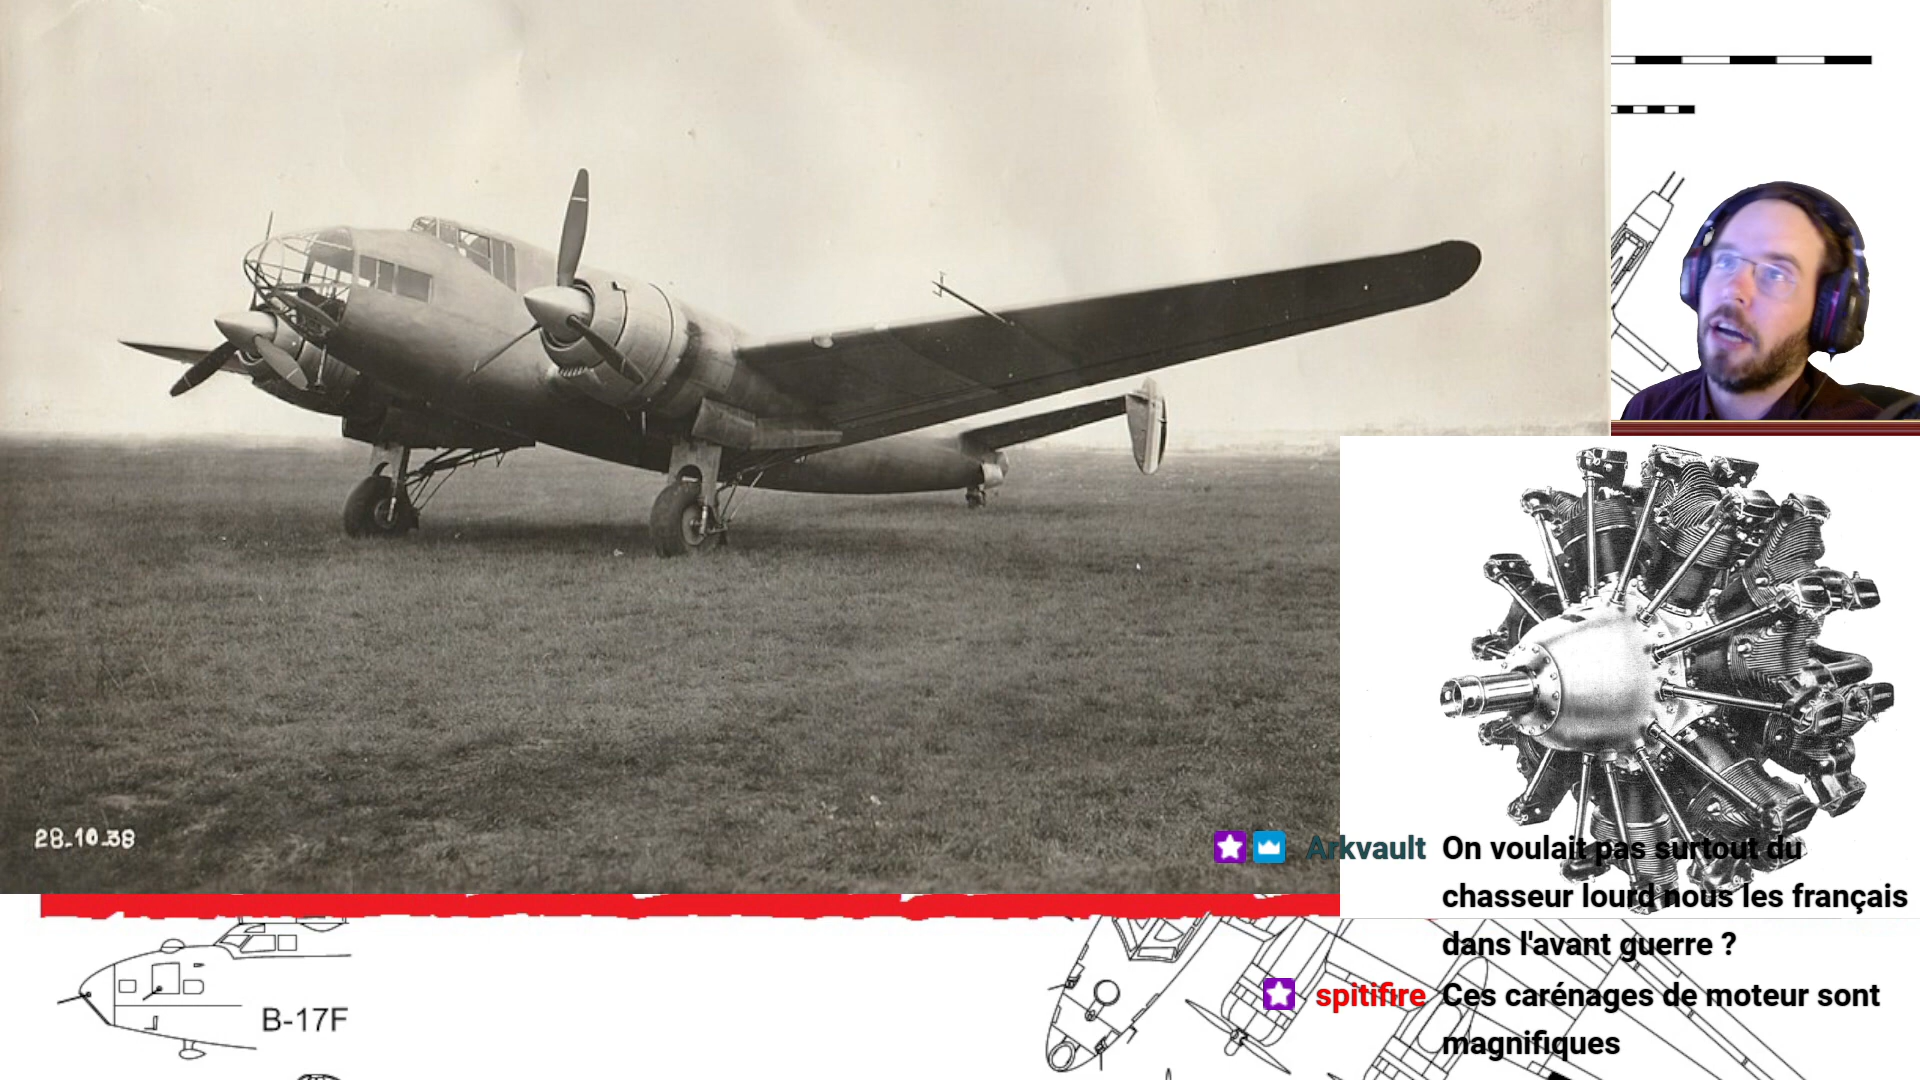 28.10.38
Arkvault On voulait pas surtout du
chasseur lourd nous les français
dans l'avant guerre ?
spitifire Ces carénages de moteur sont
magnifiques
B-17F